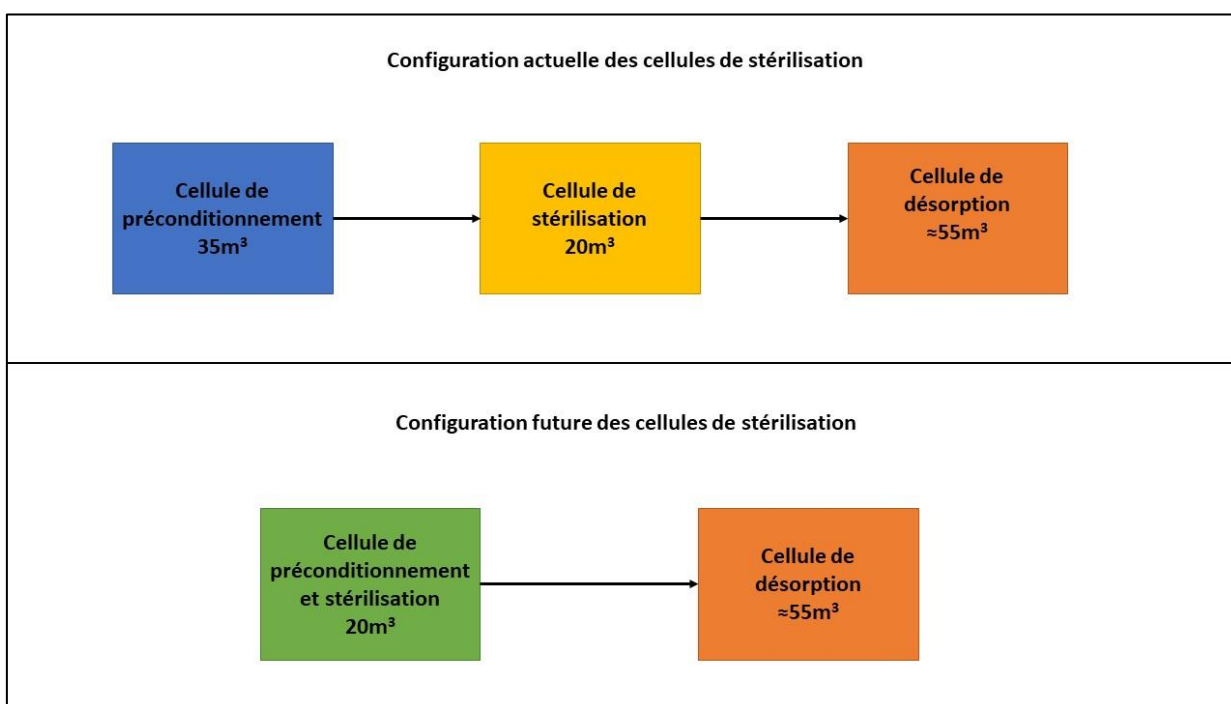 Configuration actuelle des cellules de stérilisation
Cellule de
préconditionnement
35m³
Cellule de
stérilisation
20m³
Cellule de
désorption
≈55m³
Configuration future des cellules de stérilisation
Cellule de
préconditionnement
et stérilisation
20m³
Cellule de
désorption
≈55m³